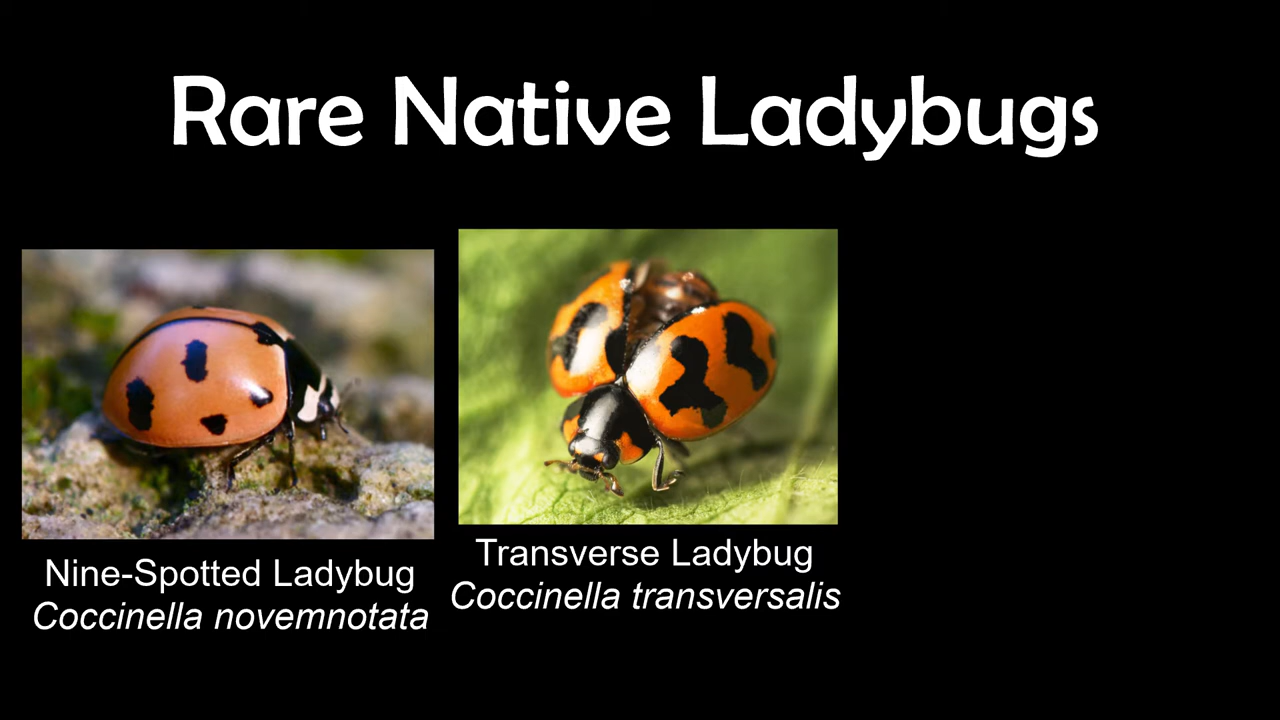 Rare Native Ladybugs
Nine-Spotted Ladybug
Coccinella novemnotata
Transverse Ladybug
Coccinella transversalis